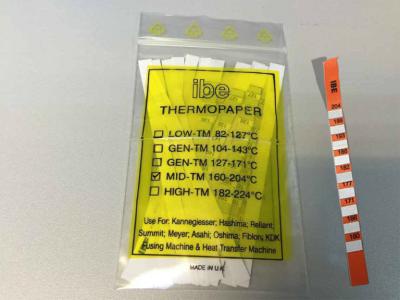 ibe
THERMOPAPER
LOW-TM 82-127°C
GEN-TM 104-143°C
GEN-TM 127-171°C
MID-TM 160-204°C
HIGH-TM 182-224°C
Use For: Kannegiesser; Hashima; Reliant;
Summit; Meyer; Asahi; Oshima; Fiblon; KDK
Fusing Machine & Heat Transfer Machine
MADE IN U.K
IBE
204
199
193
188
182
177
171
166
160